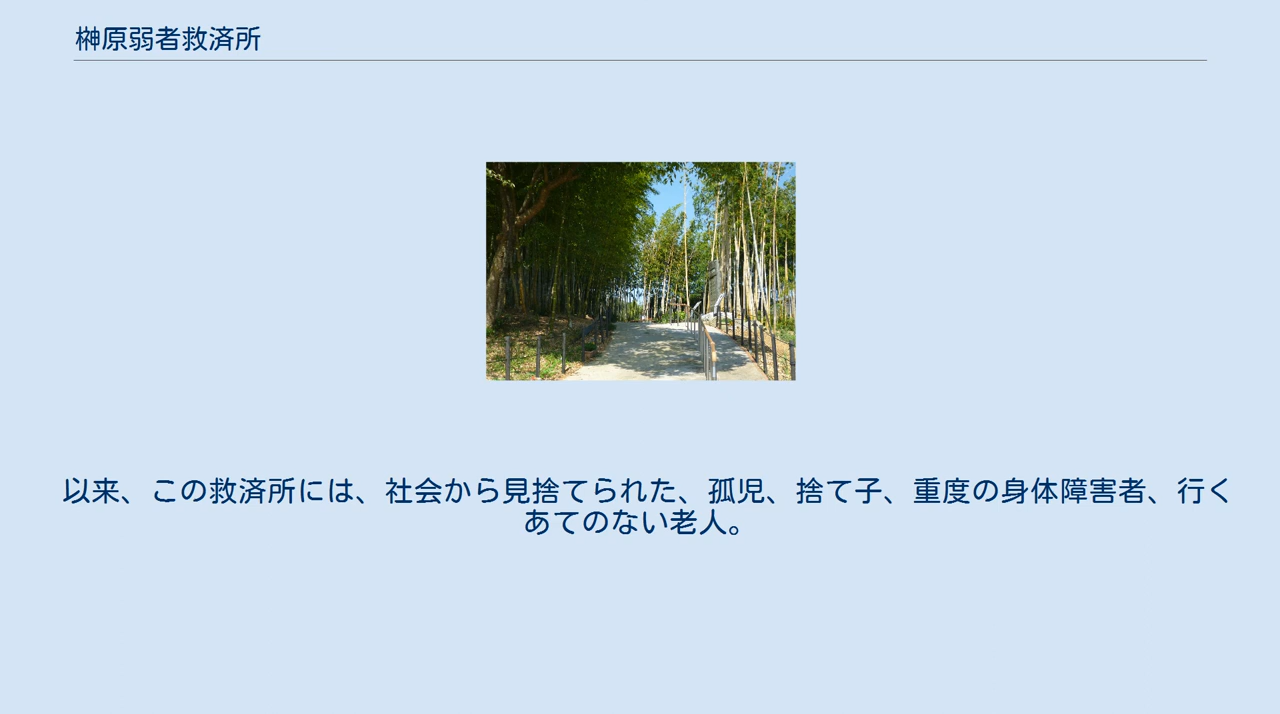 榊原弱者救済所
以来、この救済所には、社会から見捨てられた、孤児、捨て子、重度の身体障害者、行く
あてのない老人。